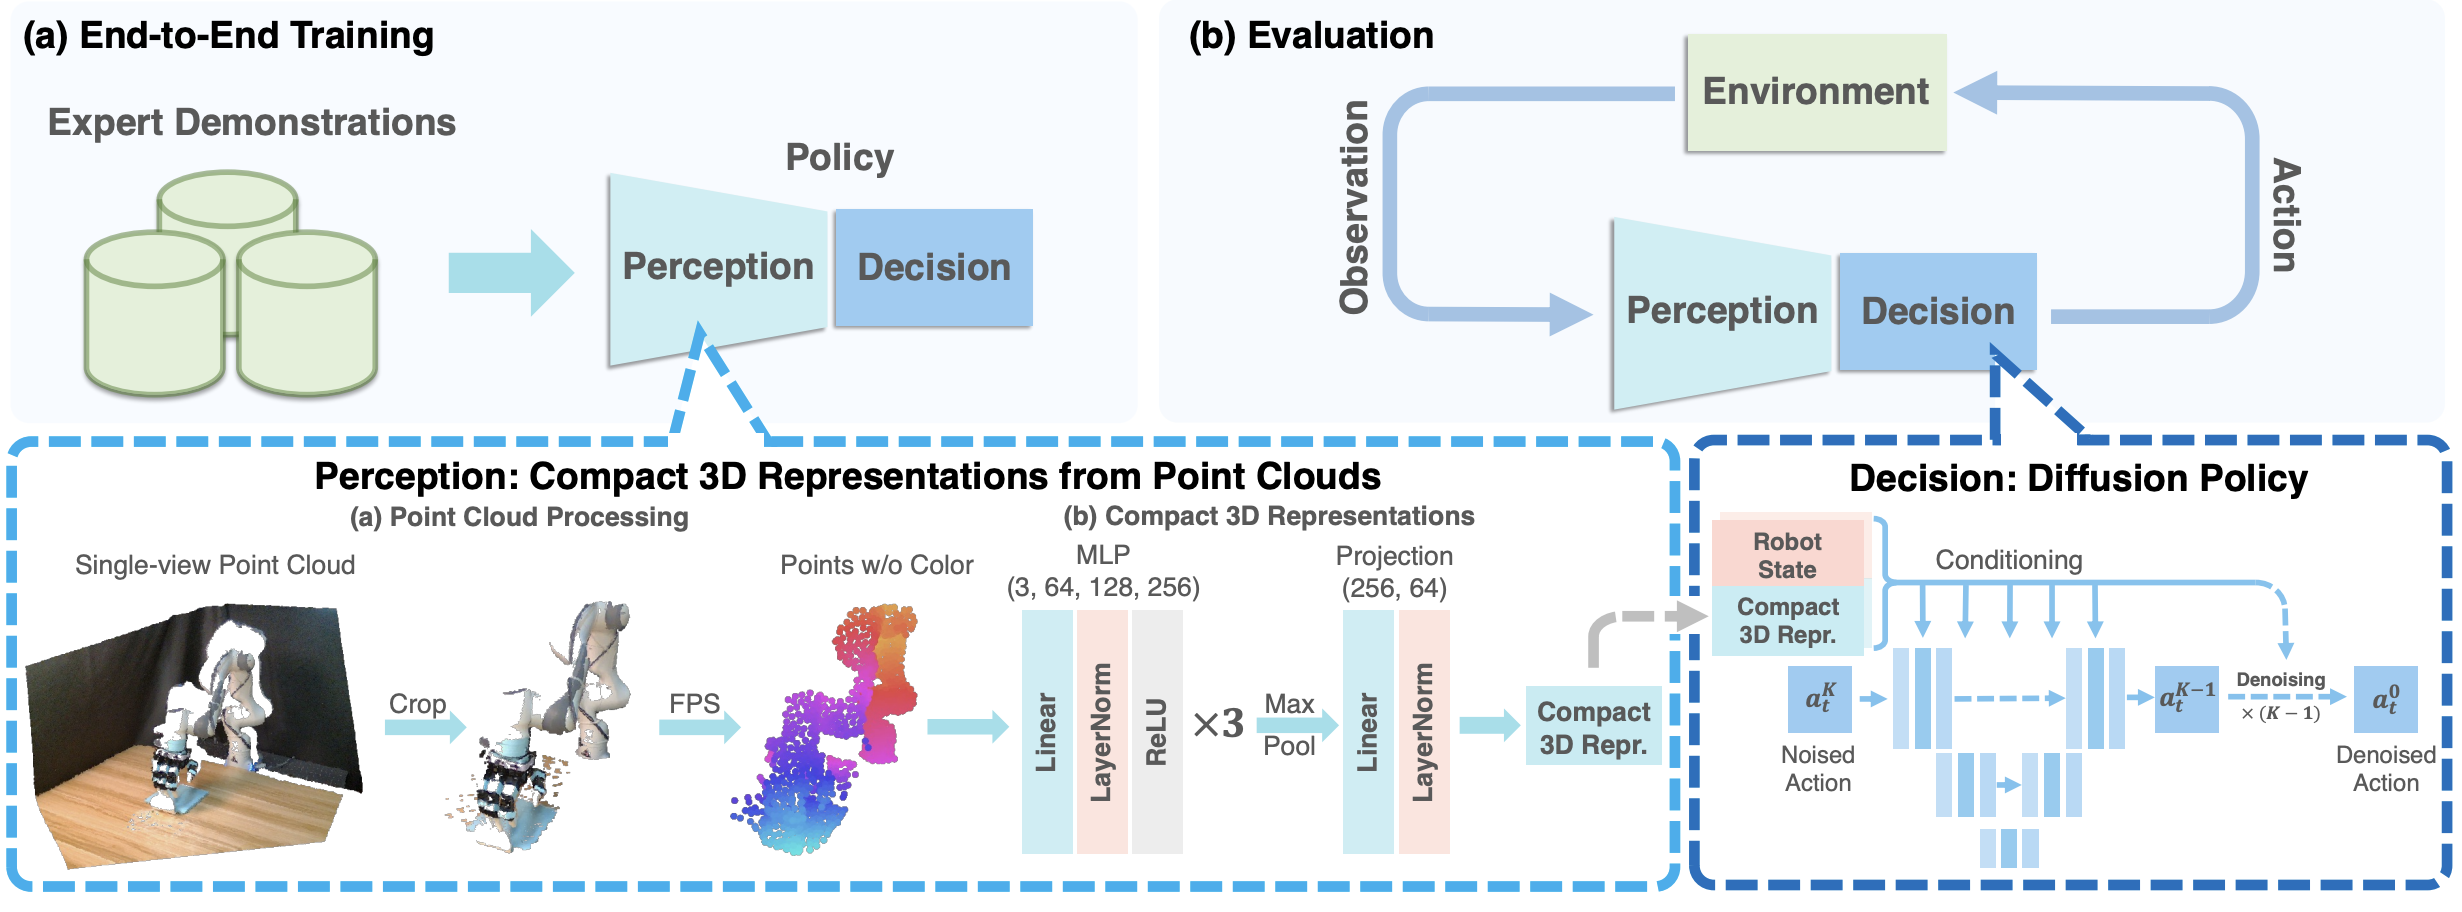 (a) End-to-End Training
Expert Demonstrations
Policy
Perception
Decision
(b) Evaluation
Environment
Observation
Action
Perception
Decision
Perception: Compact 3D Representations from Point Clouds
(a) Point Cloud Processing
(b) Compact 3D Representations
Single-view Point Cloud
Crop
FPS
Points w/o Color
MLP
(3, 64, 128, 256)
Linear
LayerNorm
ReLU
×3
Max
Pool
Projection
(256, 64)
Linear
LayerNorm
Compact
3D Repr.
Decision: Diffusion Policy
Robot
State
Compact
3D Repr.
Conditioning
a_t^K
Noised
Action
a_t^{K-1}
Denoising
× (K − 1)
a_t^0
Denoised
Action